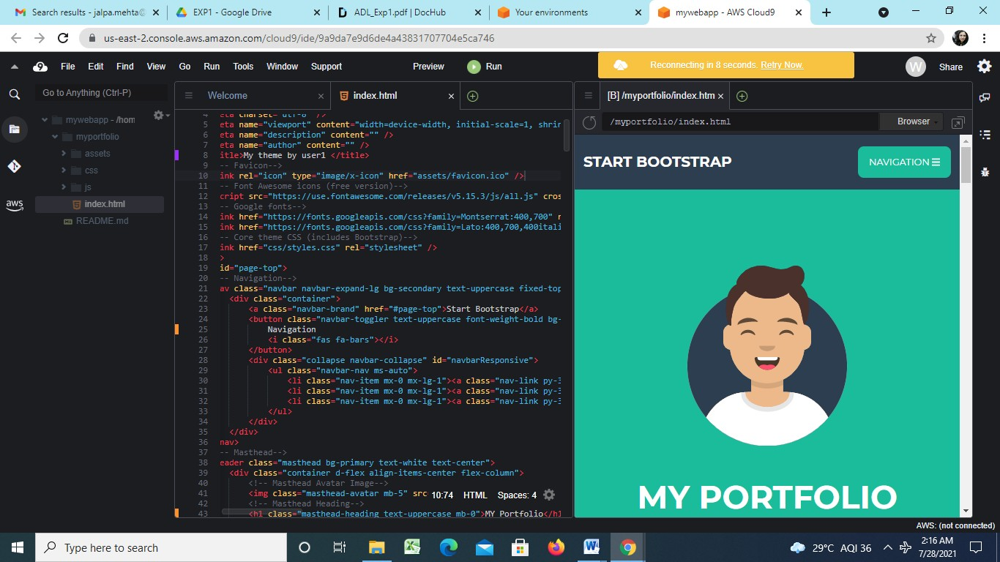 Search results - jalpa.mehta@
EXP1 - Google Drive
ADL_Exp1.pdf | DocHub
Your environments
mywebapp - AWS Cloud9
us-east-2.console.aws.amazon.com/cloud9/ide/9a9da7e9d6de4a43831707704e5ca746
9 File Edit Find View Go Run Tools Window Support Preview Run
Reconnecting in 8 seconds. Retry Now.
W Share
Go to Anything (Ctrl-P)
mywebapp - /hom
myportfolio
assets
css
js
index.html
README.md
aws
Welcome
index.html
4 eta charset="utf-8" />
5 eta name="viewport" content="width=device-width, initial-scale=1, shrin
6 eta name="description" content="" />
7 eta name="author" content="" />
8 itle>My theme by user1 </title>
9 -- Favicon-->
10 ink rel="icon" type="image/x-icon" href="assets/favicon.ico" />
11 -- Font Awesome icons (free version)-->
12 cript src="https://use.fontawesome.com/releases/v5.15.3/js/all.js" cros
13 -- Google fonts-->
14 ink href="https://fonts.googleapis.com/css?family=Montserrat:400,700" r
15 ink href="https://fonts.googleapis.com/css?family=Lato:400,700,400itali
16 -- Core theme CSS (includes Bootstrap)-->
17 ink href="css/styles.css" rel="stylesheet" />
18 >
19 id="page-top">
20 -- Navigation-->
21 av class="navbar navbar-expand-lg bg-secondary text-uppercase fixed-top
22 <div class="container">
23 <a class="navbar-brand" href="#page-top">Start Bootstrap</a>
24 <button class="navbar-toggler text-uppercase font-weight-bold bg-
25 Navigation
26 <i class="fas fa-bars"></i>
27 </button>
28 <div class="collapse navbar-collapse" id="navbarResponsive">
29 <ul class="navbar-nav ms-auto">
30 <li class="nav-item mx-0 mx-lg-1"><a class="nav-link py-3
31 <li class="nav-item mx-0 mx-lg-1"><a class="nav-link py-3
32 <li class="nav-item mx-0 mx-lg-1"><a class="nav-link py-3
33 </ul>
34 </div>
35 </div>
36 nav>
37 -- Masthead-->
38 eader class="masthead bg-primary text-white text-center">
39 <div class="container d-flex align-items-center flex-column">
40 <!-- Masthead Avatar Image-->
41 <img class="masthead-avatar mb-5" src
42 <!-- Masthead Heading-->
43 <h1 class="masthead-heading text-uppercase mb-0">MY Portfolio</h1
10:74 HTML Spaces: 4
[B] /myportfolio/index.htm
/myportfolio/index.html Browser
START BOOTSTRAP
NAVIGATION
MY PORTFOLIO
AWS: (not connected)
Type here to search
29°C AQI 36
2:16 AM
7/28/2021